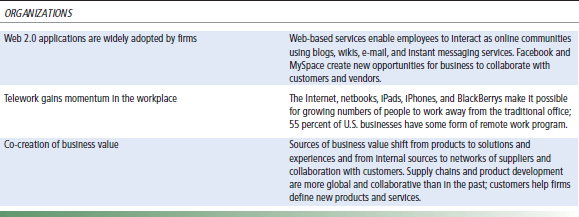 ORGANIZATIONS
Web 2.0 applications are widely adopted by firms
Web-based services enable employees to interact as online communities
using blogs, wikis, e-mail, and instant messaging services. Facebook and
MySpace create new opportunities for business to collaborate with
customers and vendors.
Telework gains momentum in the workplace
The Internet, netbooks, iPads, iPhones, and BlackBerrys make it possible
for growing numbers of people to work away from the traditional office;
55 percent of U.S. businesses have some form of remote work program.
Co-creation of business value
Sources of business value shift from products to solutions and
experiences and from internal sources to networks of suppliers and
collaboration with customers. Supply chains and product development
are more global and collaborative than in the past; customers help firms
define new products and services.